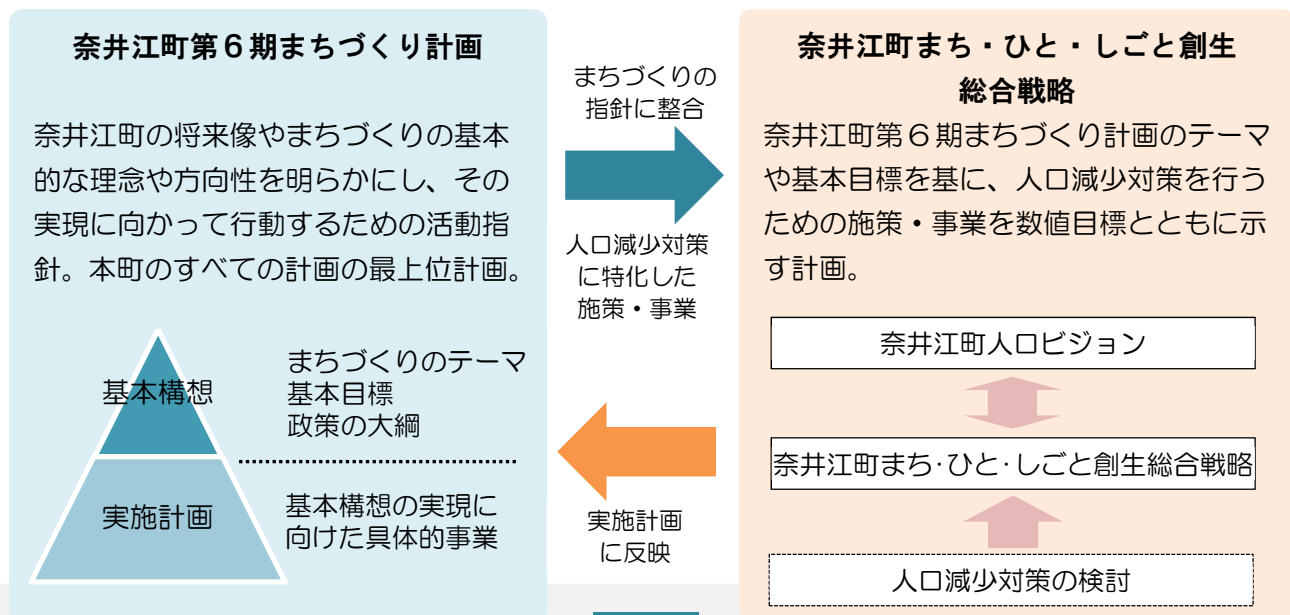 奈井江町第６期まちづくり計画
奈井江町の将来像やまちづくりの基本
的な理念や方向性を明らかにし、その
実現に向かって行動するための活動指
針。本町のすべての計画の最上位計画。
基本構想
まちづくりのテーマ
基本目標
政策の大綱
実施計画
基本構想の実現に
向けた具体的事業
まちづくりの
指針に整合
人口減少対策
に特化した
施策・事業
実施計画
に反映
奈井江町まち・ひと・しごと創生
総合戦略
奈井江町第６期まちづくり計画のテーマ
や基本目標を基に、人口減少対策を行う
ための施策・事業を数値目標とともに示
す計画。
奈井江町人口ビジョン
奈井江町まち･ひと･しごと創生総合戦略
人口減少対策の検討